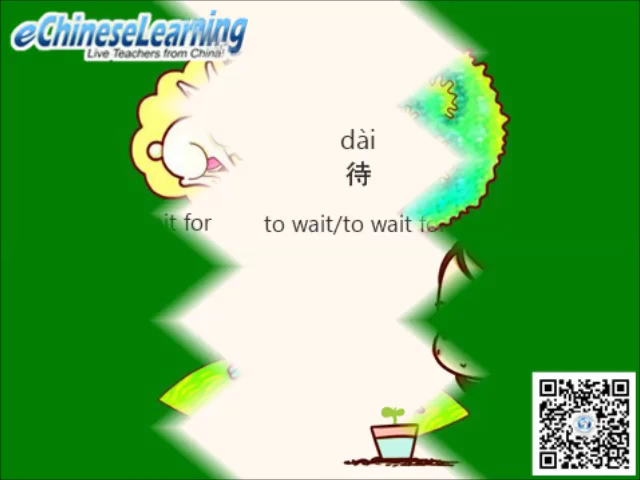 eChineseLearning
Live Teachers from China!
dài
待
it for to wait/to wait fo